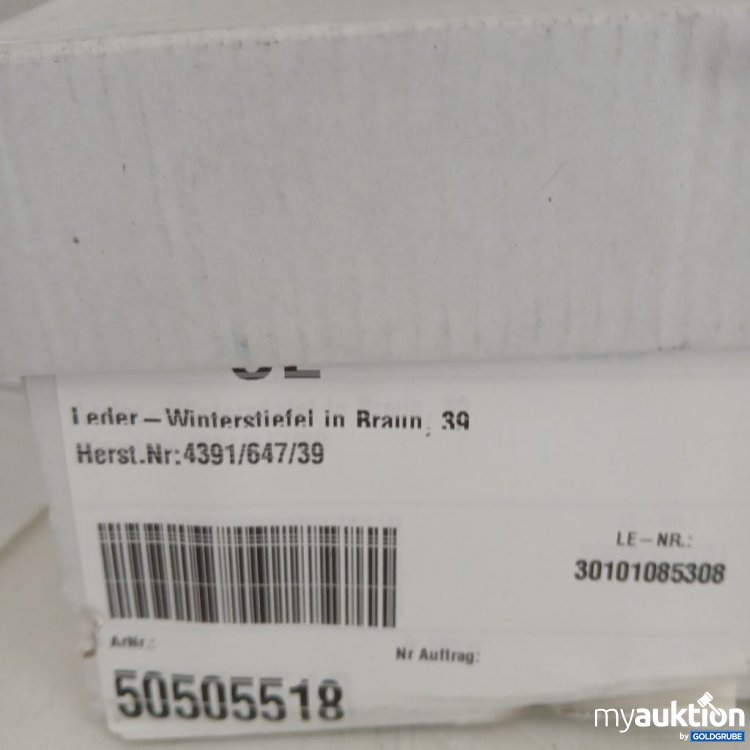 Leder – Winterstiefel in Braun, 39
Herst.Nr:4391/647/39
LE – NR.:
30101085308
ArNr.:
Nr Auftrag:
50505518
myauktion
by GOLDGRUBE